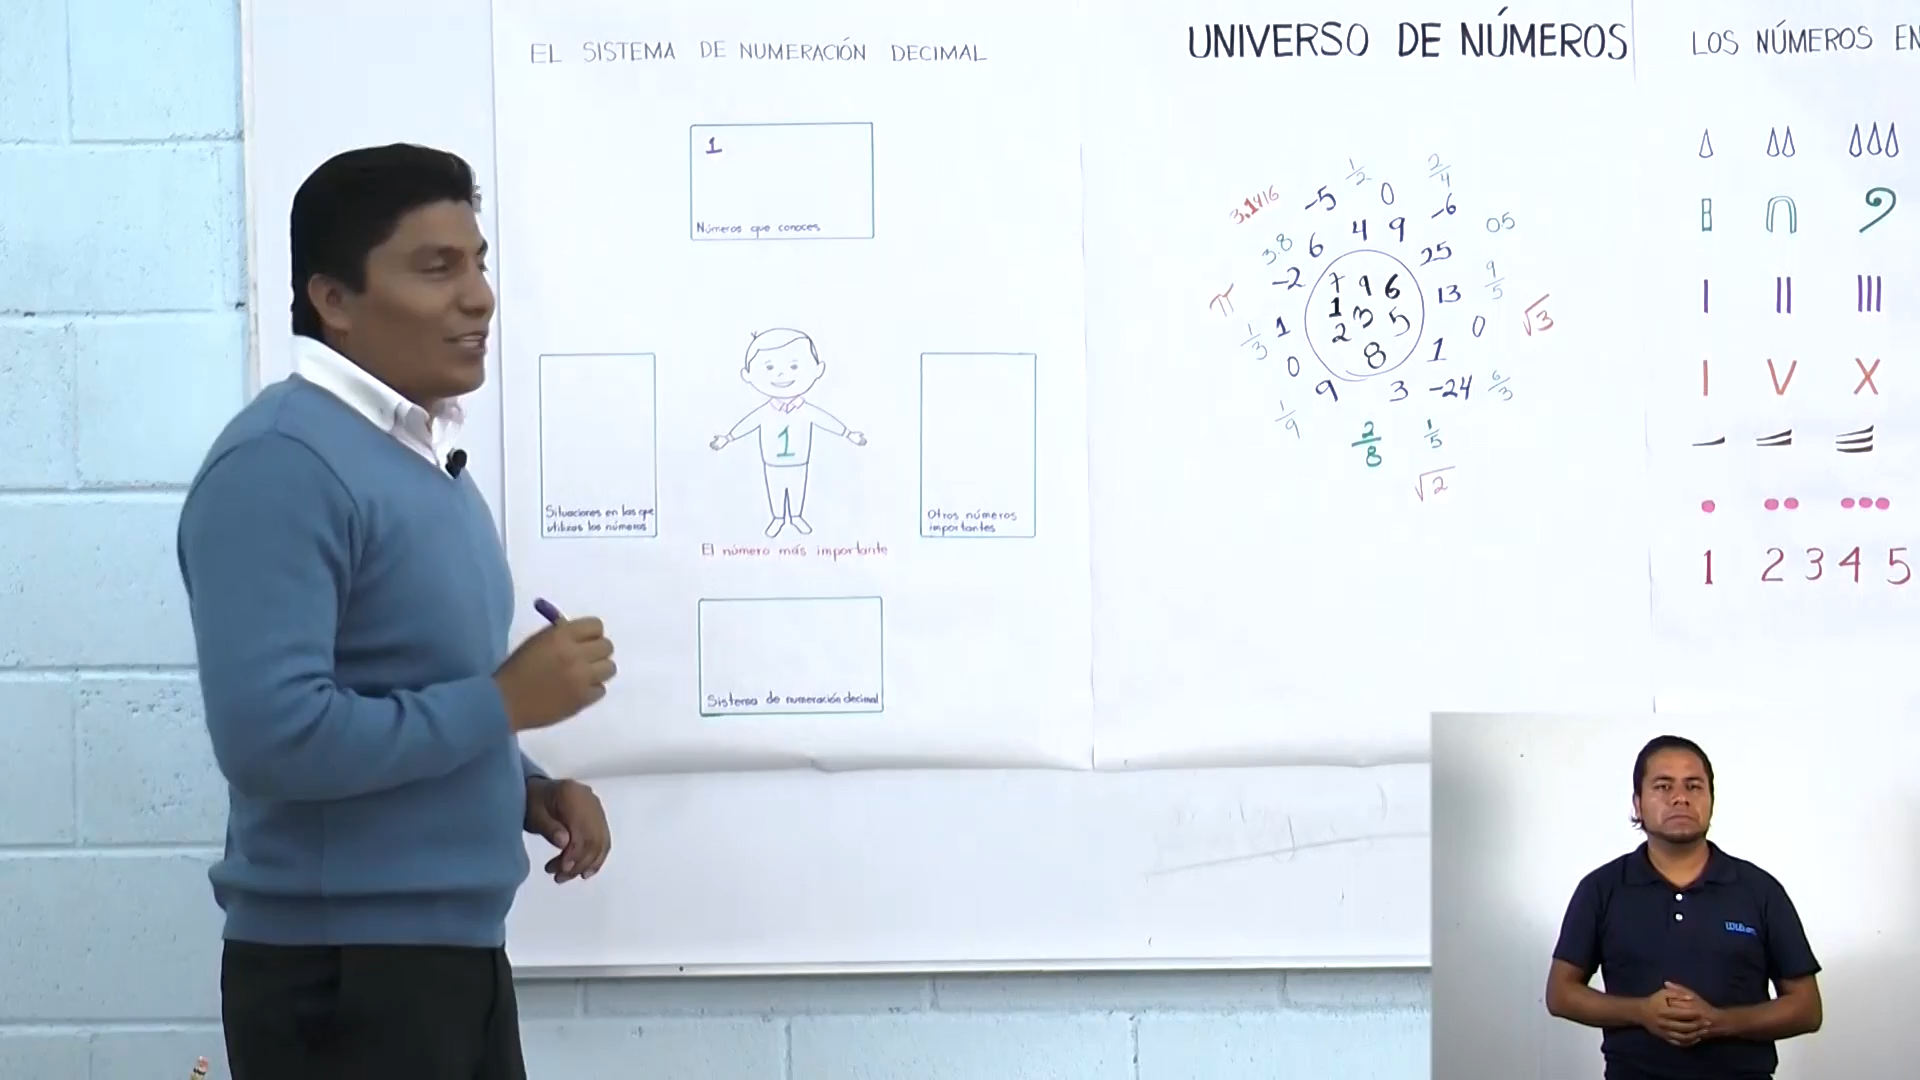 EL SISTEMA DE NUMERACIÓN DECIMAL
1
Números que conoces
1
Situaciones en las que
utilizas los números
Otros números
importantes
El número más importante
Sistema de numeración decimal
UNIVERSO DE NÚMEROS
1/2
2/4
3.1416
-5
0
-6
05
3.8
6
4
9
25
-2
7 9 6
13
9/5
π
1 3 5
√3
1/3
1
2
0
0
8
1
9
3
-24
6/3
1/9
2/8
1/5
√2
LOS NÚMEROS EN
I II III
I V X
1 2 3 4 5